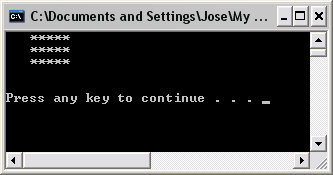 C:\Documents and Settings\Jose\My ...
*****
*****
*****
Press any key to continue . . . _